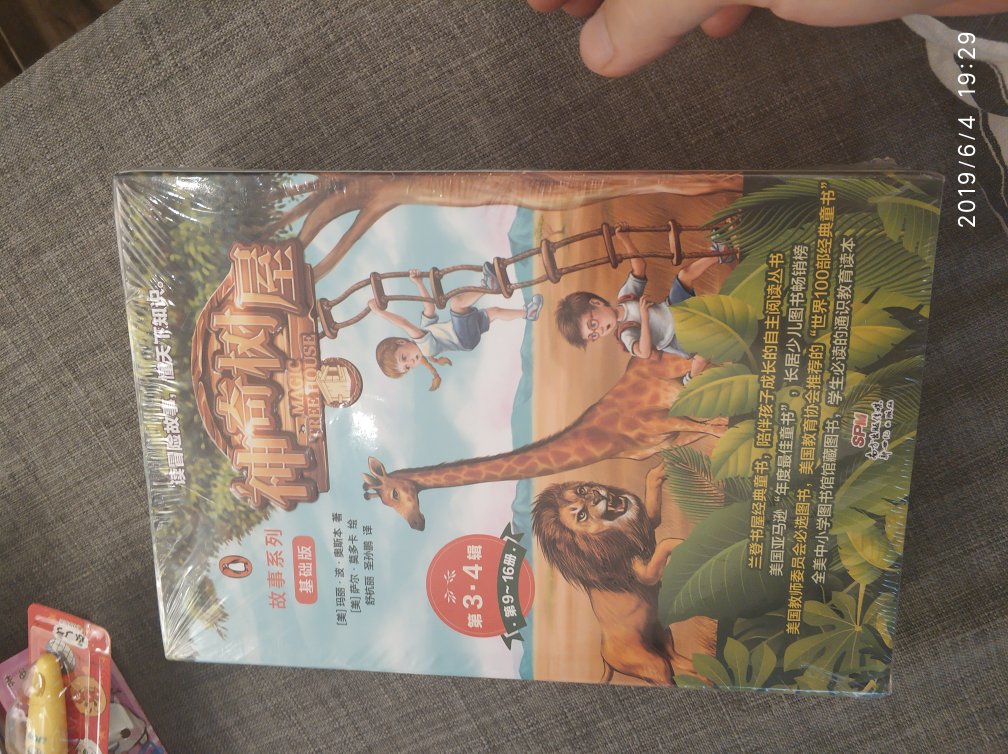 读冒险故事，懂天下知识。
神奇树屋
MAGIC
TREE HOUSE
故事系列
基础版
[美] 玛丽·波·奥斯本 著
[美] 萨尔·莫多卡 绘
舒杭丽 圣孙鹏 译
第3·4辑
第9~16册
兰登书屋经典童书，陪伴孩子成长的自主阅读丛书
美国亚马逊“年度最佳童书”，长居少儿图书畅销榜
美国教师委员会必选图书，美国教育协会推荐的“世界100部经典童书”
全美中小学图书馆馆藏图书，学生必读的通识教育读本
SPM
2019/6/4 19:29